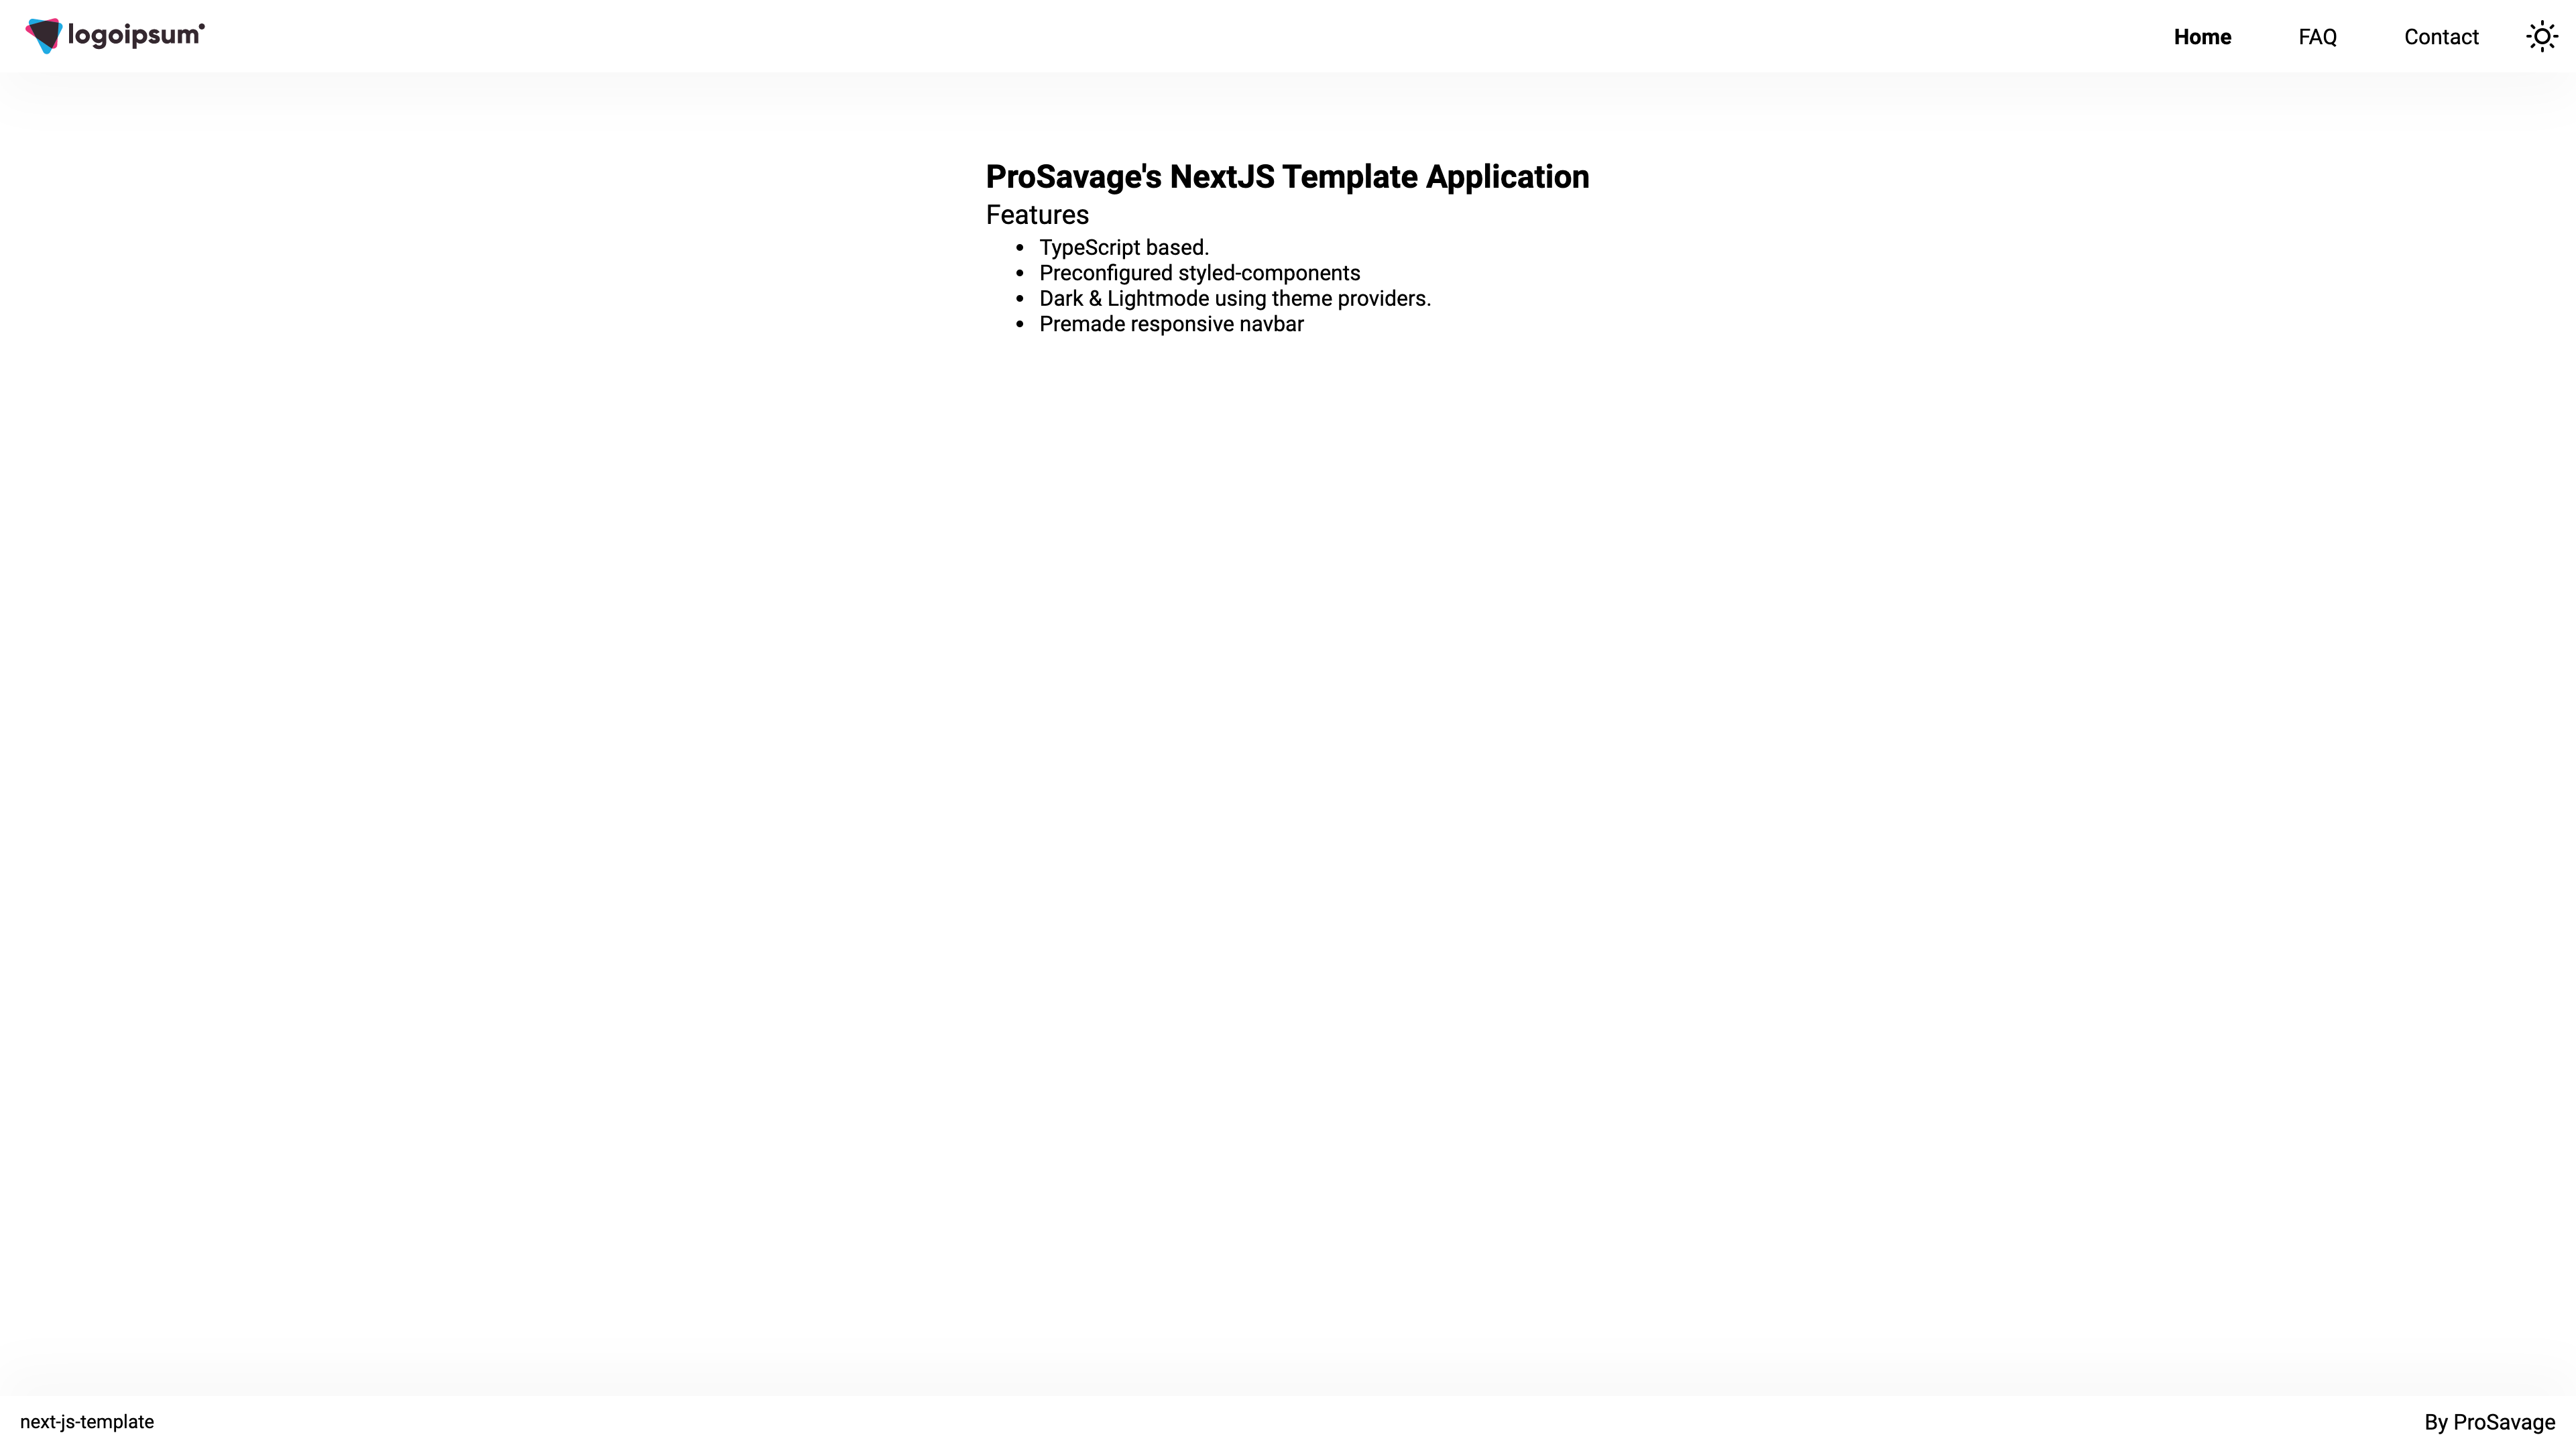 logoipsum
Home
FAQ
Contact
ProSavage's NextJS Template Application
Features
• TypeScript based.
• Preconfigured styled-components
• Dark & Lightmode using theme providers.
• Premade responsive navbar
next-js-template
By ProSavage